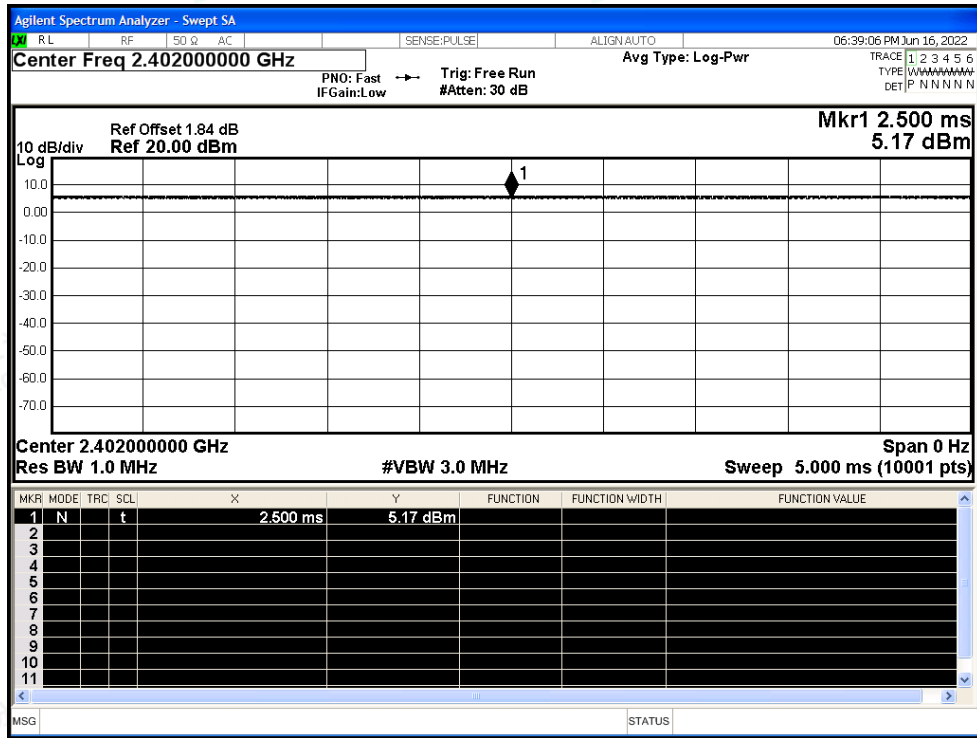 Agilent Spectrum Analyzer - Swept SA
LXI RL RF 50 Ω AC SENSE:PULSE ALIGN AUTO 06:39:06 PM Jun 16, 2022
Center Freq 2.402000000 GHz
PNO: Fast
IFGain:Low
Trig: Free Run
#Atten: 30 dB
Avg Type: Log-Pwr
TRACE 1 2 3 4 5 6
TYPE WWWWWW
DET P N N N N N
Ref Offset 1.84 dB
10 dB/div Ref 20.00 dBm
Log
Mkr1 2.500 ms
5.17 dBm
1
10.0
0.00
-10.0
-20.0
-30.0
-40.0
-50.0
-60.0
-70.0
Center 2.402000000 GHz Span 0 Hz
Res BW 1.0 MHz #VBW 3.0 MHz Sweep 5.000 ms (10001 pts)
MKR MODE TRC SCL X Y FUNCTION FUNCTION WIDTH FUNCTION VALUE
1 N t 2.500 ms 5.17 dBm
2
3
4
5
6
7
8
9
10
11
MSG STATUS